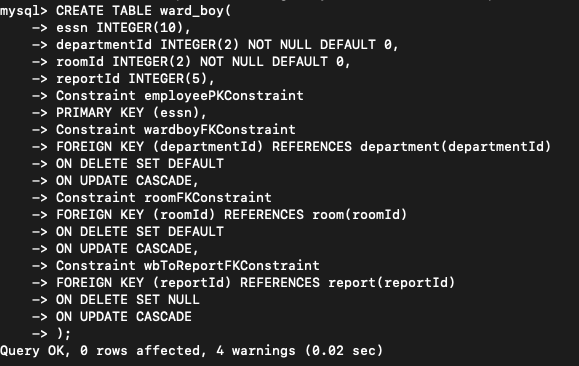 mysql> CREATE TABLE ward_boy(
    -> essn INTEGER(10),
    -> departmentId INTEGER(2) NOT NULL DEFAULT 0,
    -> roomId INTEGER(2) NOT NULL DEFAULT 0,
    -> reportId INTEGER(5),
    -> Constraint employeePKConstraint
    -> PRIMARY KEY (essn),
    -> Constraint wardboyFKConstraint
    -> FOREIGN KEY (departmentId) REFERENCES department(departmentId)
    -> ON DELETE SET DEFAULT
    -> ON UPDATE CASCADE,
    -> Constraint roomFKConstraint
    -> FOREIGN KEY (roomId) REFERENCES room(roomId)
    -> ON DELETE SET DEFAULT
    -> ON UPDATE CASCADE,
    -> Constraint wbToReportFKConstraint
    -> FOREIGN KEY (reportId) REFERENCES report(reportId)
    -> ON DELETE SET NULL
    -> ON UPDATE CASCADE
    -> );
Query OK, 0 rows affected, 4 warnings (0.02 sec)